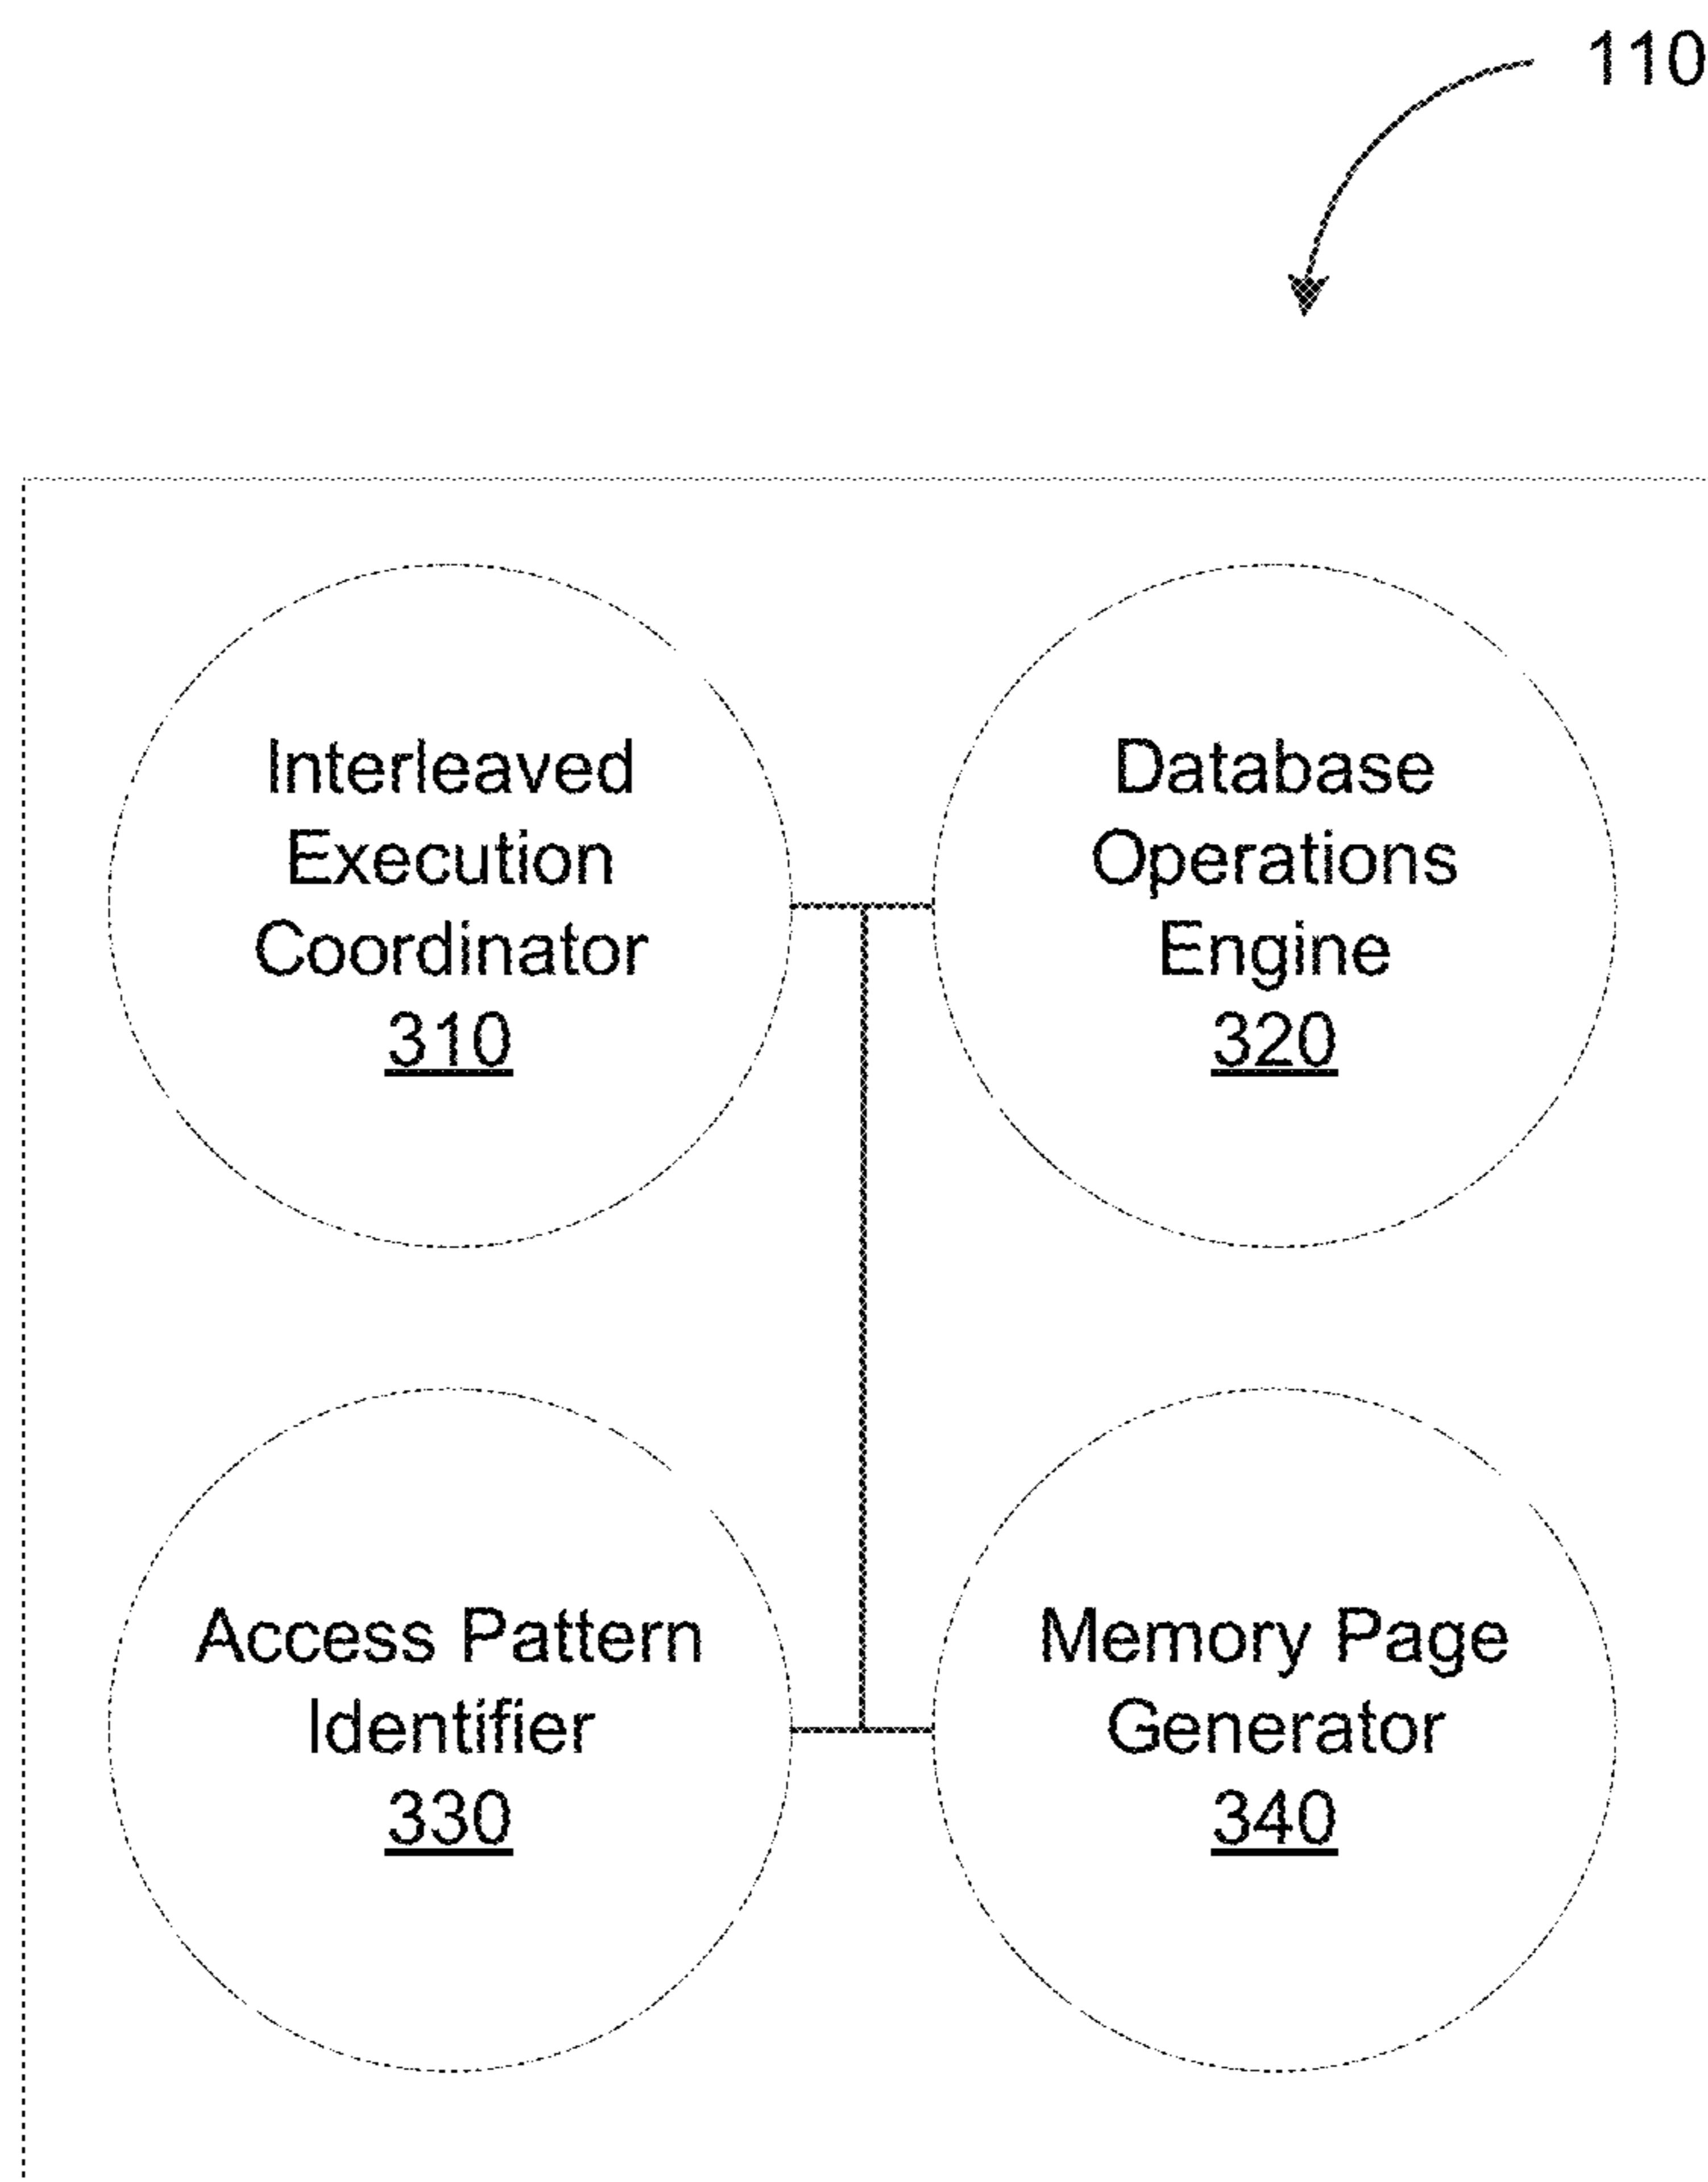 110
Interleaved
Execution
Coordinator
310
Database
Operations
Engine
320
Access Pattern
Identifier
330
Memory Page
Generator
340